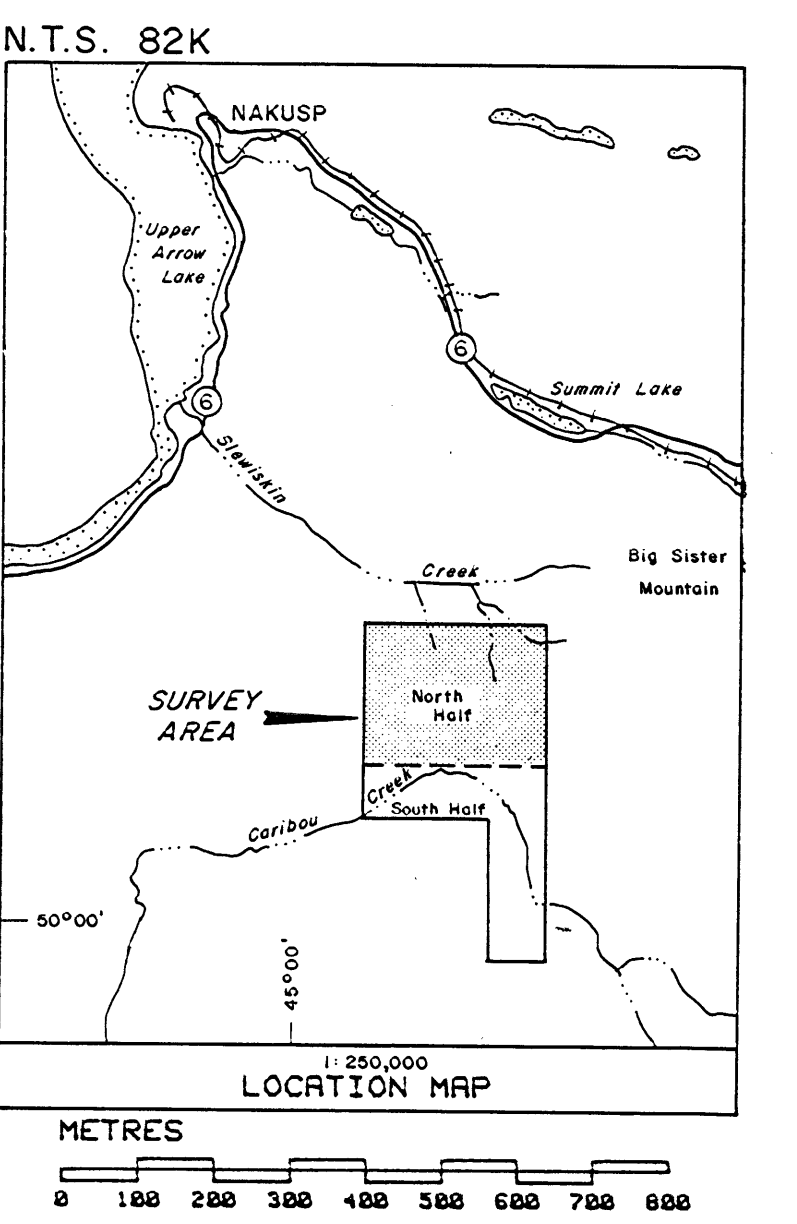 N.T.S. 82K
NAKUSP
Upper
Arrow
Lake
6
6
Summit Lake
Slewiskin
Creek
Big Sister
Mountain
SURVEY
AREA
North
Half
Creek
South Half
Caribou
50°00'
45°00'
1:250,000
LOCATION MAP
METRES
0 100 200 300 400 500 600 700 800